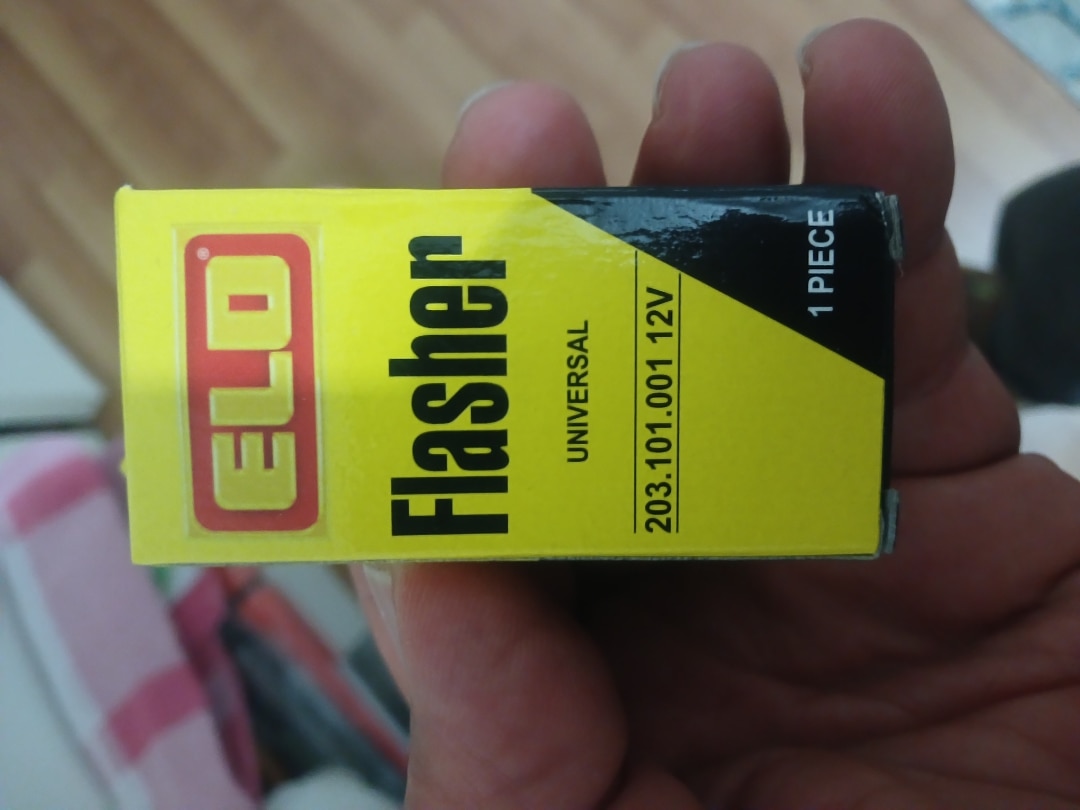 ELO®
Flasher
UNIVERSAL
203.101.001 12V
1 PIECE